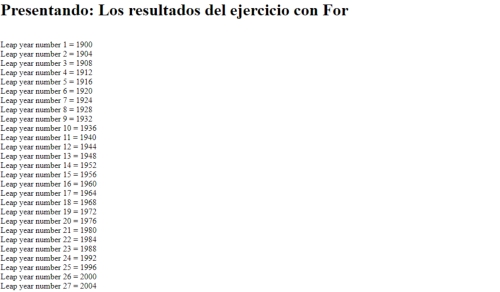 Presentando: Los resultados del ejercicio con For
Leap year number 1 = 1900
Leap year number 2 = 1904
Leap year number 3 = 1908
Leap year number 4 = 1912
Leap year number 5 = 1916
Leap year number 6 = 1920
Leap year number 7 = 1924
Leap year number 8 = 1928
Leap year number 9 = 1932
Leap year number 10 = 1936
Leap year number 11 = 1940
Leap year number 12 = 1944
Leap year number 13 = 1948
Leap year number 14 = 1952
Leap year number 15 = 1956
Leap year number 16 = 1960
Leap year number 17 = 1964
Leap year number 18 = 1968
Leap year number 19 = 1972
Leap year number 20 = 1976
Leap year number 21 = 1980
Leap year number 22 = 1984
Leap year number 23 = 1988
Leap year number 24 = 1992
Leap year number 25 = 1996
Leap year number 26 = 2000
Leap year number 27 = 2004